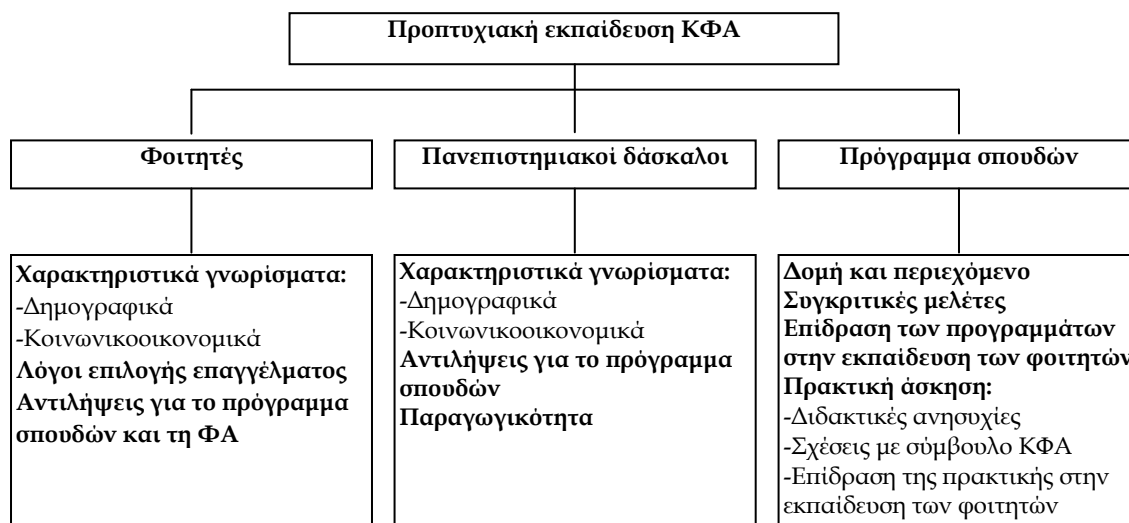 Προπτυχιακή εκπαίδευση ΚΦΑ
Φοιτητές
Πανεπιστημιακοί δάσκαλοι
Πρόγραμμα σπουδών
Χαρακτηριστικά γνωρίσματα:
-Δημογραφικά
-Κοινωνικοοικονομικά
Λόγοι επιλογής επαγγέλματος
Αντιλήψεις για το πρόγραμμα
σπουδών και τη ΦΑ
Χαρακτηριστικά γνωρίσματα:
-Δημογραφικά
-Κοινωνικοοικονομικά
Αντιλήψεις για το πρόγραμμα
σπουδών
Παραγωγικότητα
Δομή και περιεχόμενο
Συγκριτικές μελέτες
Επίδραση των προγραμμάτων
στην εκπαίδευση των φοιτητών
Πρακτική άσκηση:
-Διδακτικές ανησυχίες
-Σχέσεις με σύμβουλο ΚΦΑ
-Επίδραση της πρακτικής στην
εκπαίδευση των φοιτητών